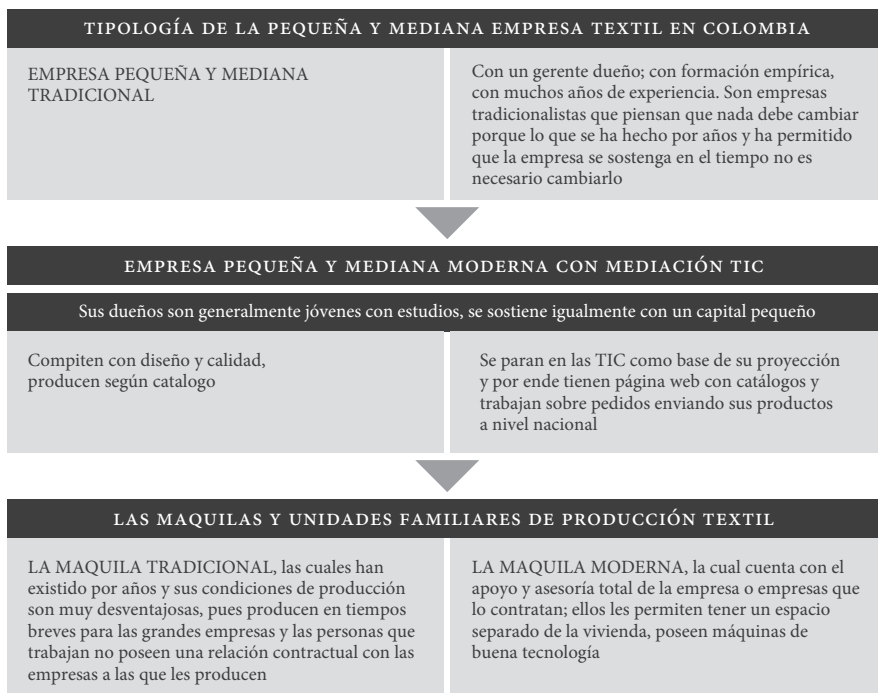 TIPOLOGÍA DE LA PEQUEÑA Y MEDIANA EMPRESA TEXTIL EN COLOMBIA
EMPRESA PEQUEÑA Y MEDIANA
TRADICIONAL
Con un gerente dueño; con formación empírica,
con muchos años de experiencia. Son empresas
tradicionalistas que piensan que nada debe cambiar
porque lo que se ha hecho por años y ha permitido
que la empresa se sostenga en el tiempo no es
necesario cambiarlo
EMPRESA PEQUEÑA Y MEDIANA MODERNA CON MEDIACIÓN TIC
Sus dueños son generalmente jóvenes con estudios, se sostiene igualmente con un capital pequeño
Compiten con diseño y calidad,
producen según catalogo
Se paran en las TIC como base de su proyección
y por ende tienen página web con catálogos y
trabajan sobre pedidos enviando sus productos
a nivel nacional
LAS MAQUILAS Y UNIDADES FAMILIARES DE PRODUCCIÓN TEXTIL
LA MAQUILA TRADICIONAL, las cuales han
existido por años y sus condiciones de producción
son muy desventajosas, pues producen en tiempos
breves para las grandes empresas y las personas que
trabajan no poseen una relación contractual con las
empresas a las que les producen
LA MAQUILA MODERNA, la cual cuenta con el
apoyo y asesoría total de la empresa o empresas que
lo contratan; ellos les permiten tener un espacio
separado de la vivienda, poseen máquinas de
buena tecnología